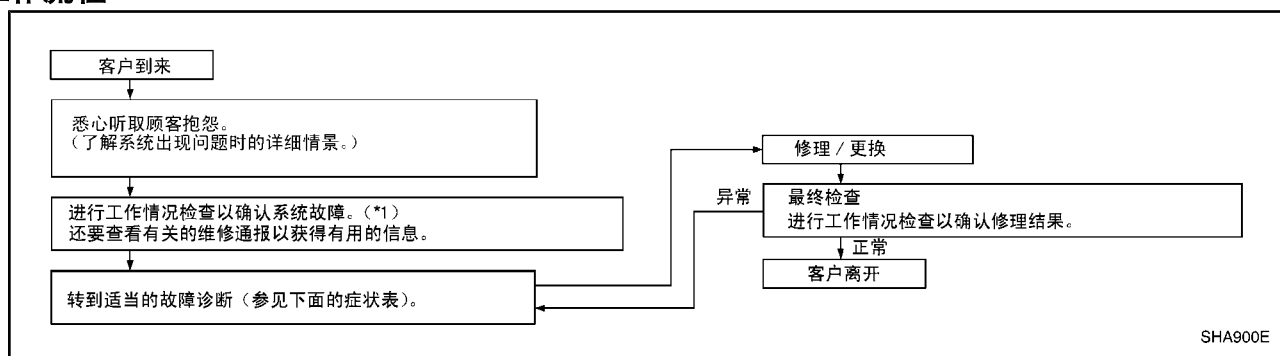 工作流程
客户到来
悉心听取顾客抱怨。
（了解系统出现问题时的详细情景。）
进行工作情况检查以确认系统故障。（*1）
还要查看有关的维修通报以获得有用的信息。
转到适当的故障诊断（参见下面的症状表）。
修理 / 更换
异常
最终检查
进行工作情况检查以确认修理结果。
正常
客户离开
SHA900E